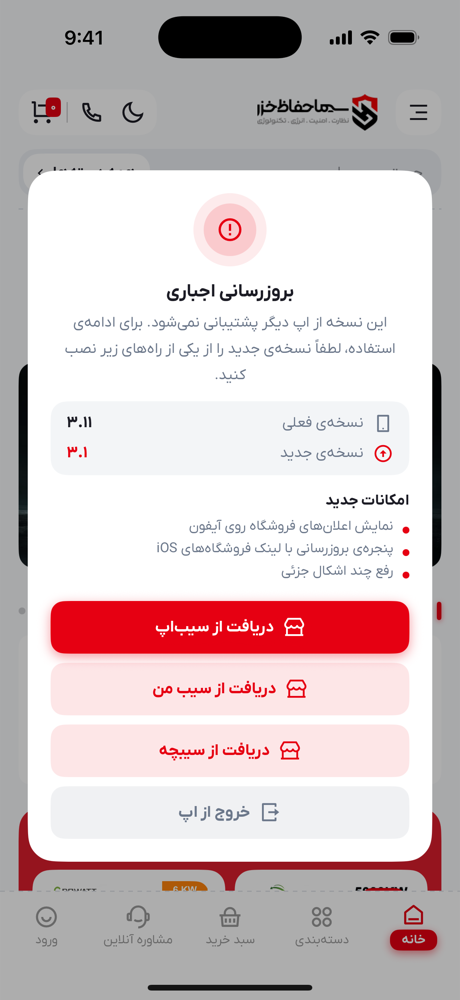 9:41
سهاحفاظخزر
نظارت . امنیت . انرژی . تکنولوژی
بروزرسانی اجباری
این نسخه از اپ دیگر پشتیبانی نمی‌شود. برای ادامه‌ی
استفاده، لطفاً نسخه‌ی جدید را از یکی از راه‌های زیر نصب
کنید.
نسخه‌ی فعلی ۳.۱۱
نسخه‌ی جدید ۳.۱
امکانات جدید
نمایش اعلان‌های فروشگاه روی آیفون
پنجره‌ی بروزرسانی با لینک فروشگاه‌های iOS
رفع چند اشکال جزئی
دریافت از سیب‌اپ
دریافت از سیب من
دریافت از سیبچه
خروج از اپ
6 KW
خانه
دسته‌بندی
سبد خرید
مشاوره آنلاین
ورود